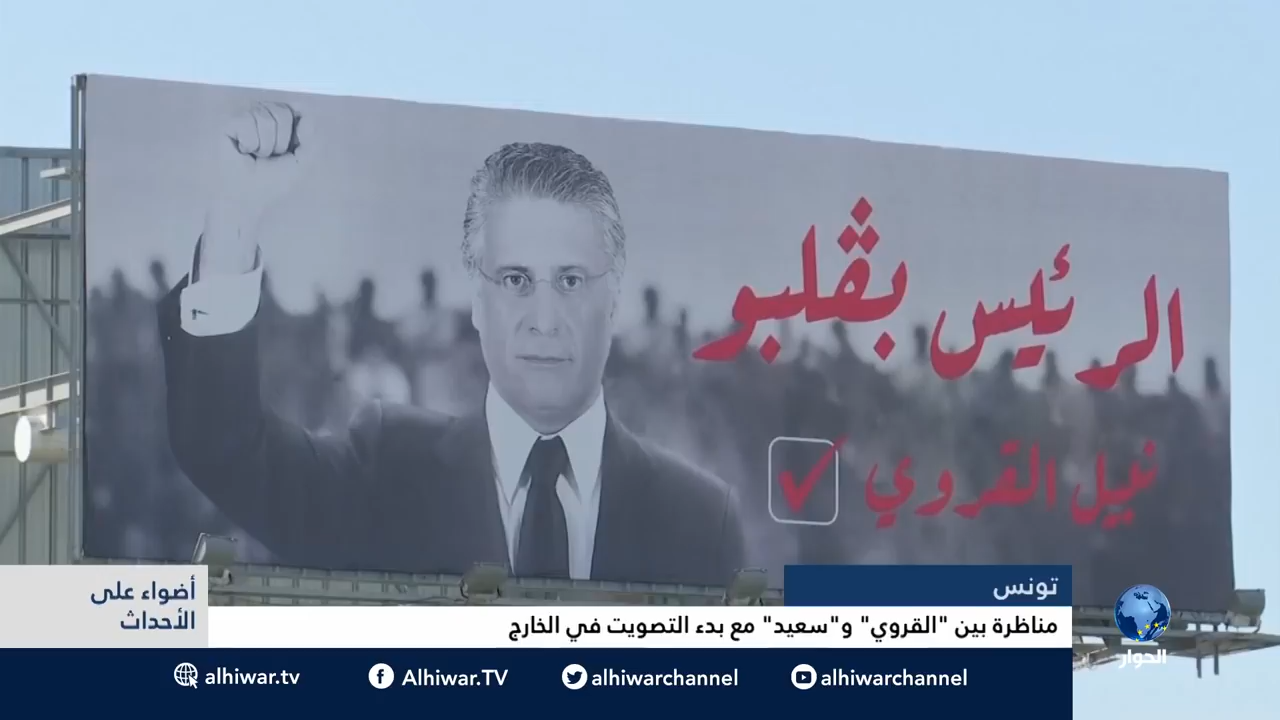 الرئيس بڨلبو
نبيل القروي
أضواء على
الأحداث
تونس
مناظرة بين "القروي" و"سعيد" مع بدء التصويت في الخارج
الحوار
alhiwar.tv
Alhiwar.TV
alhiwarchannel
alhiwarchannel